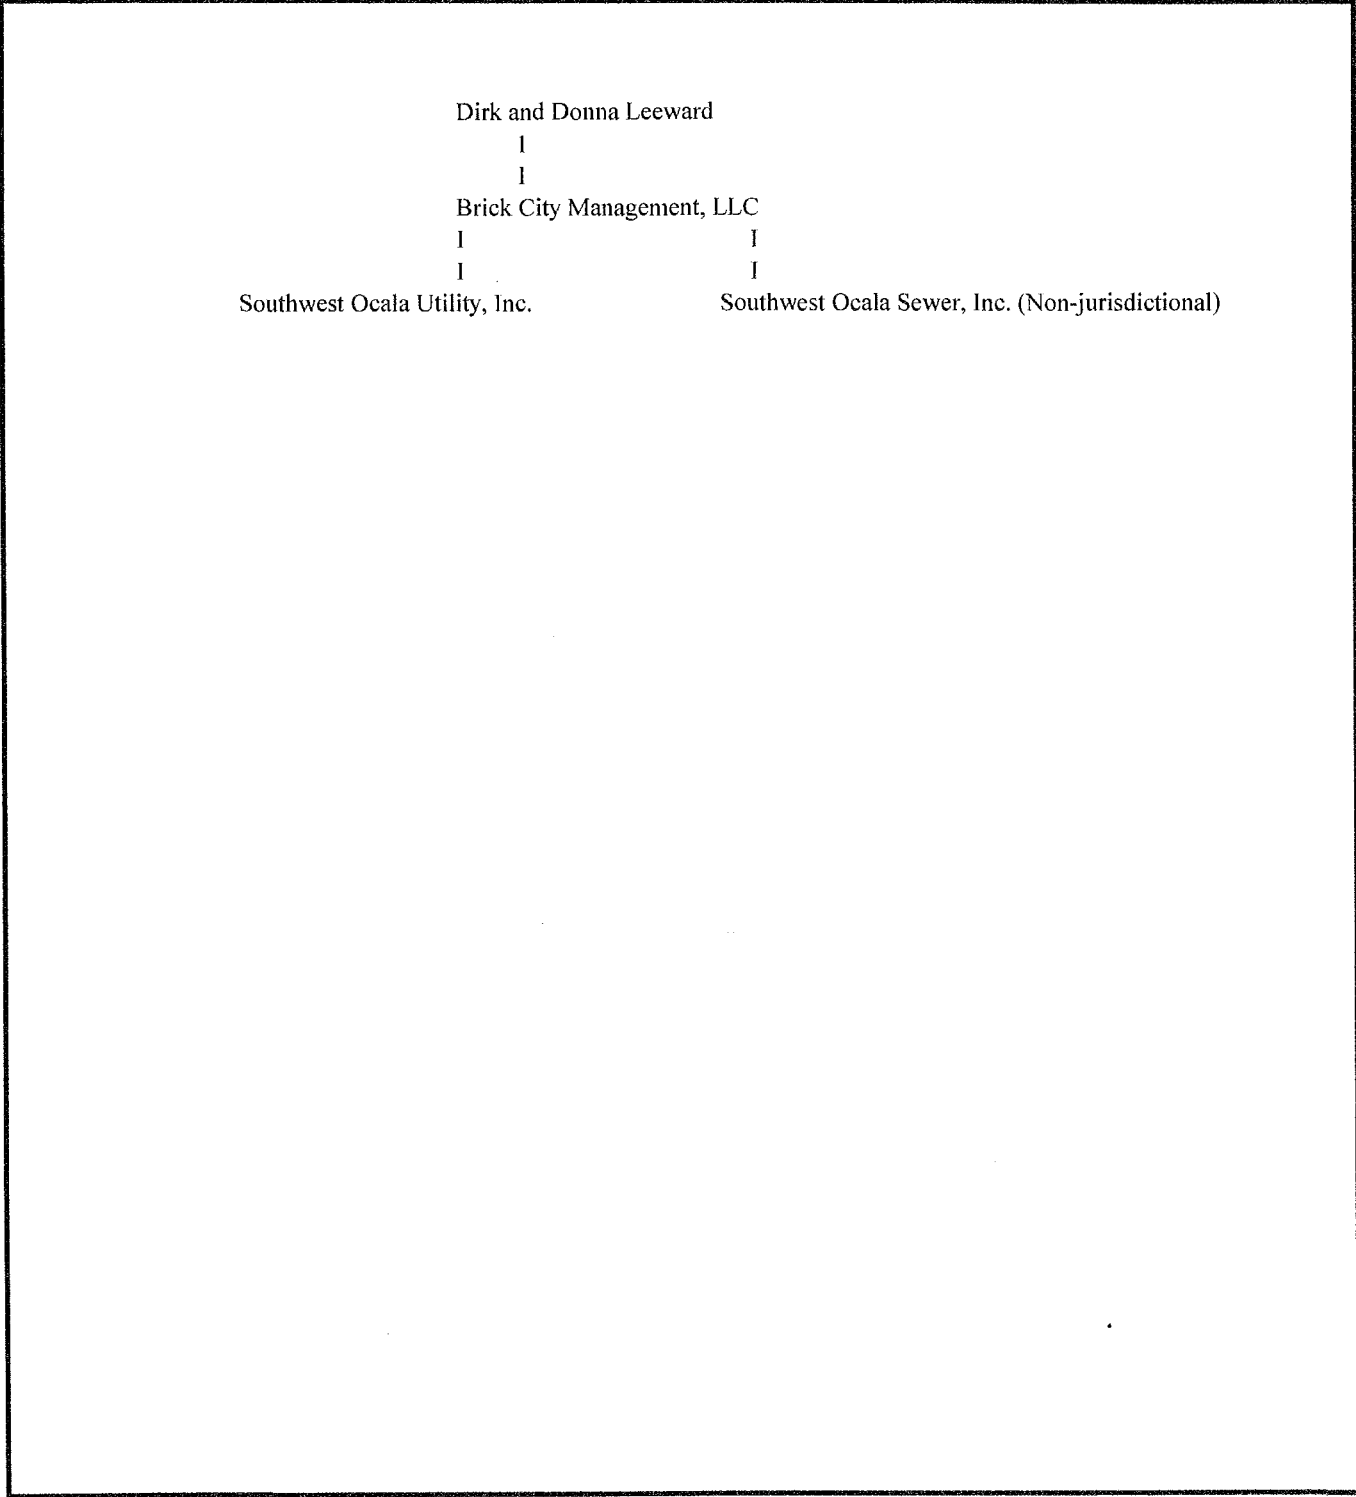 Dirk and Donna Leeward
I
I
Brick City Management, LLC
I I
I I
Southwest Ocala Utility, Inc. Southwest Ocala Sewer, Inc. (Non-jurisdictional)